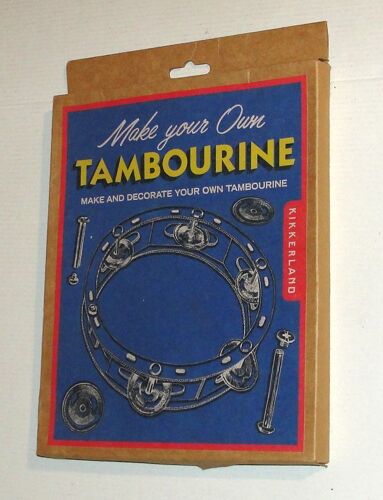 Make your Own
TAMBOURINE
MAKE AND DECORATE YOUR OWN TAMBOURINE
KIKKERLAND